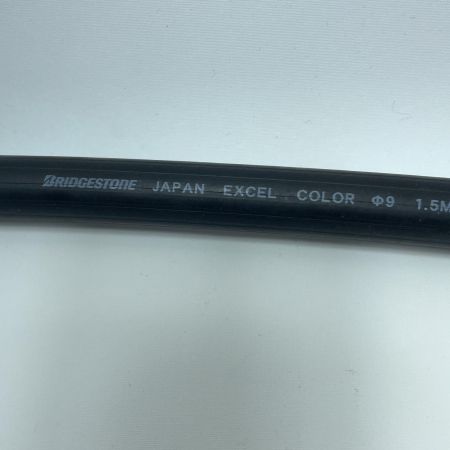 BRIDGESTONE JAPAN EXCEL COLOR Φ9 1.5M